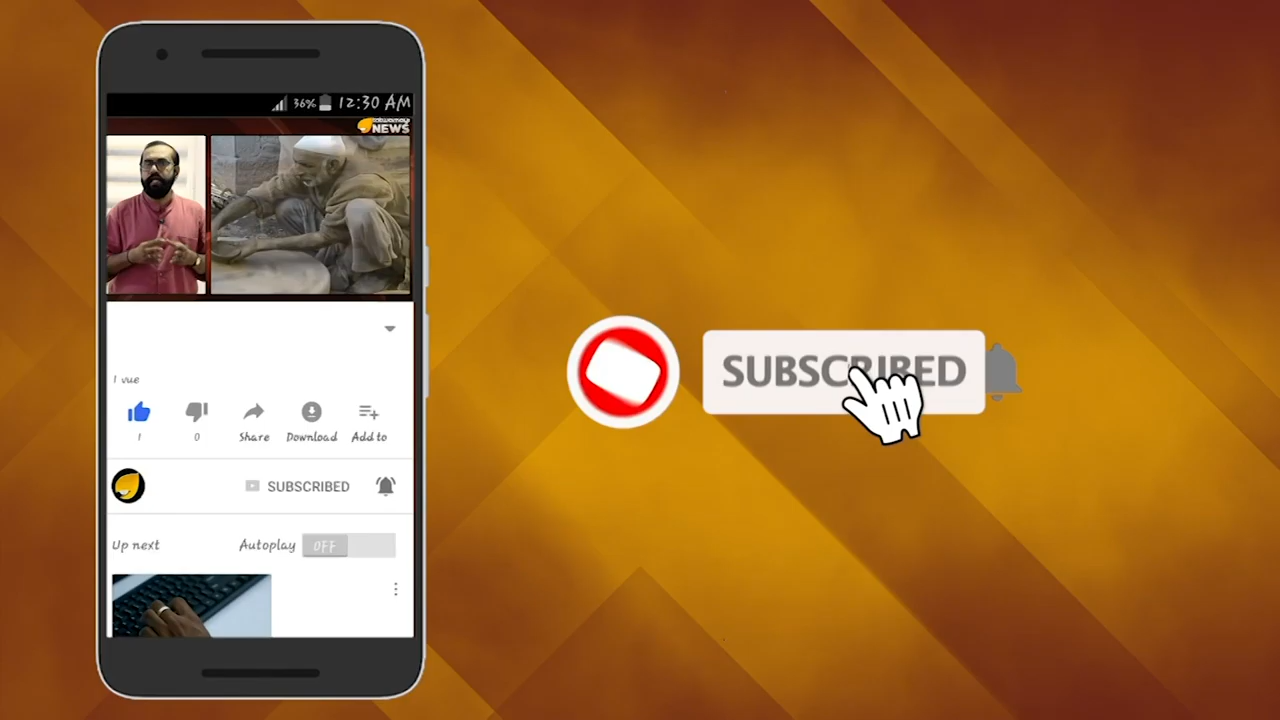 36%
12:30 AM
NEWS
1 vue
1
0
Share
Download
Add to
SUBSCRIBED
Up next
Autoplay
OFF
SUBSCRIBED